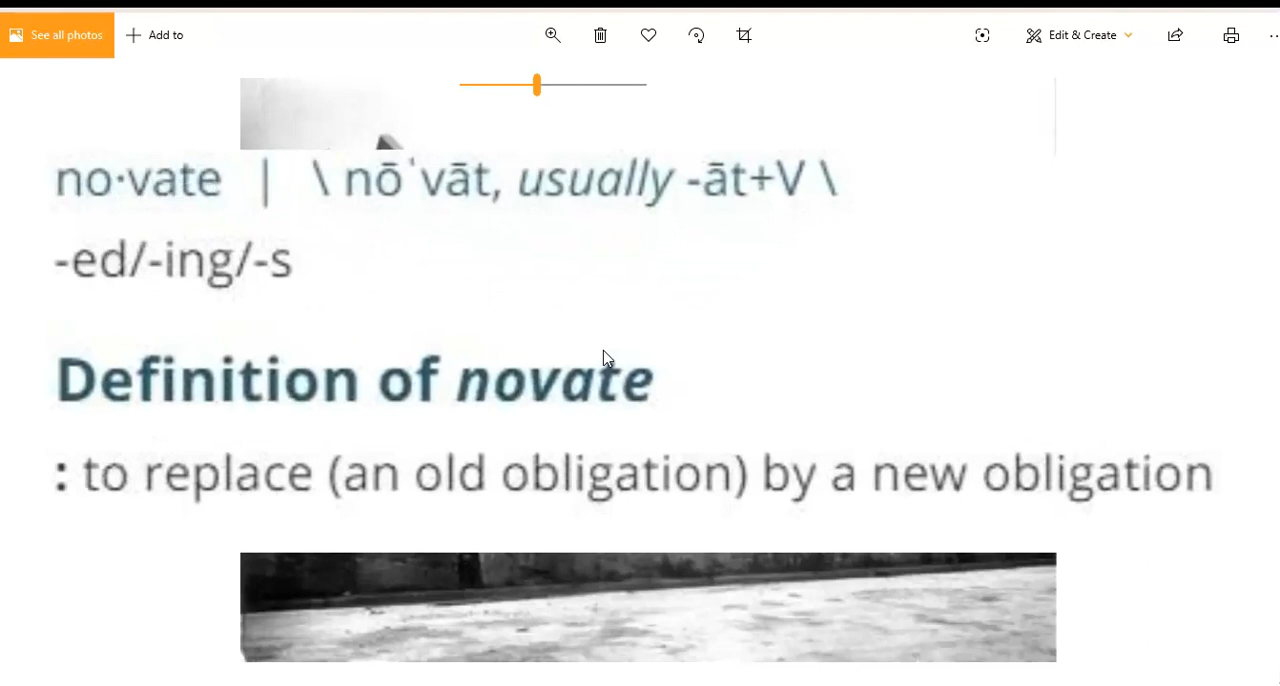 See all photos
Add to
Edit & Create
no·vate | \ nōˈvāt, usually -āt+V \
-ed/-ing/-s
Definition of novate
: to replace (an old obligation) by a new obligation